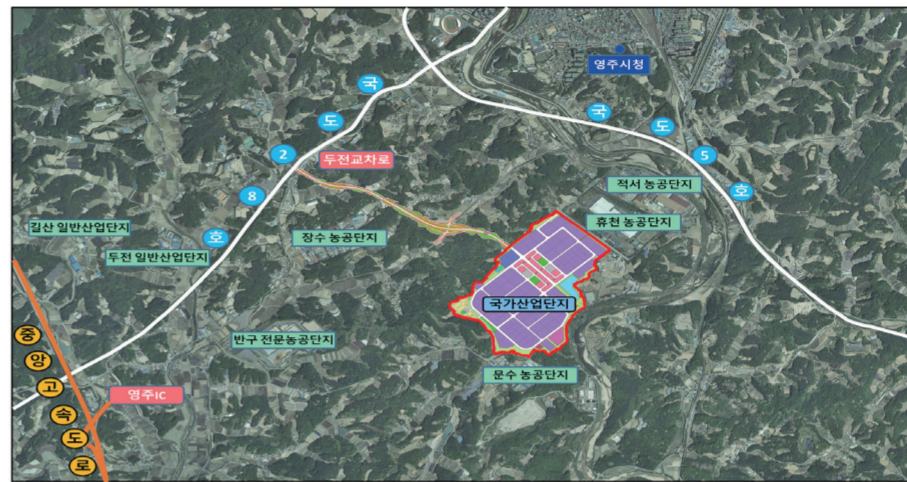 영주시청
국도28호
국도5호
두전교차로
적서 농공단지
휴천 농공단지
길산 일반산업단지
장수 농공단지
두전 일반산업단지
국가산업단지
반구 전문농공단지
문수 농공단지
영주IC
중앙고속도로